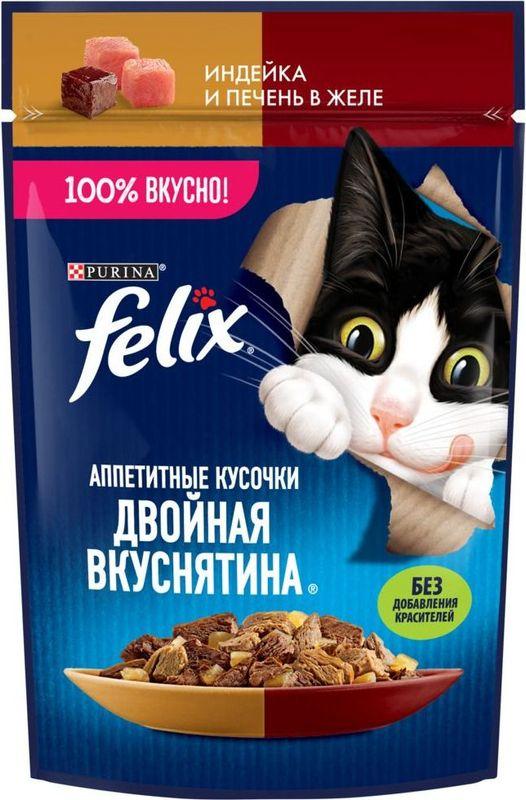 ИНДЕЙКА
И ПЕЧЕНЬ В ЖЕЛЕ
100% ВКУСНО!
PURINA®
felix®
АППЕТИТНЫЕ КУСОЧКИ
ДВОЙНАЯ
ВКУСНЯТИНА®
БЕЗ
ДОБАВЛЕНИЯ
КРАСИТЕЛЕЙ